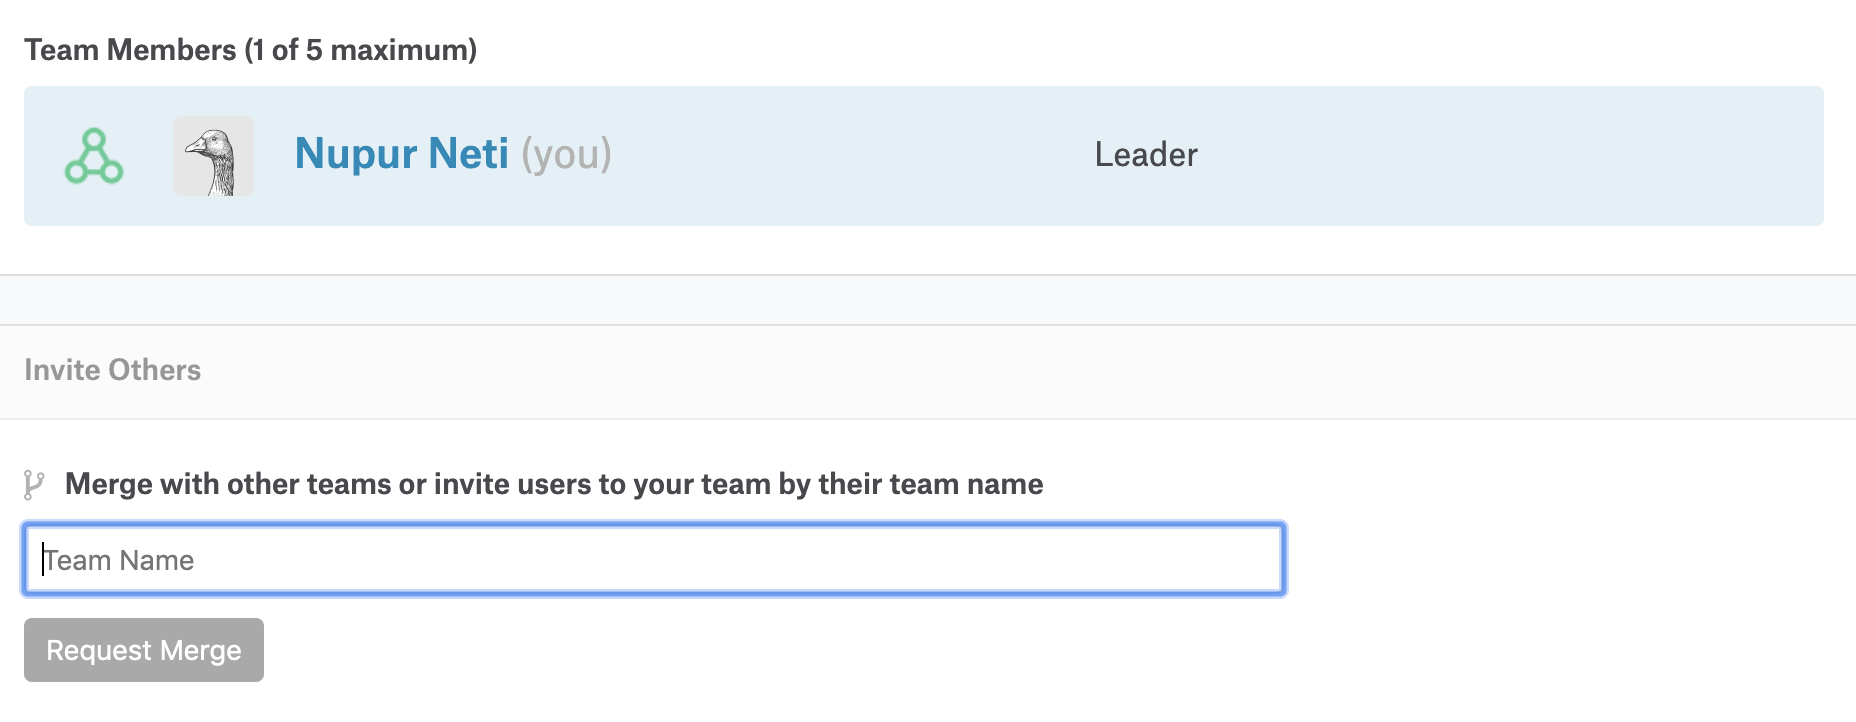 Team Members (1 of 5 maximum)
Nupur Neti (you) Leader
Invite Others
Merge with other teams or invite users to your team by their team name
Team Name
Request Merge